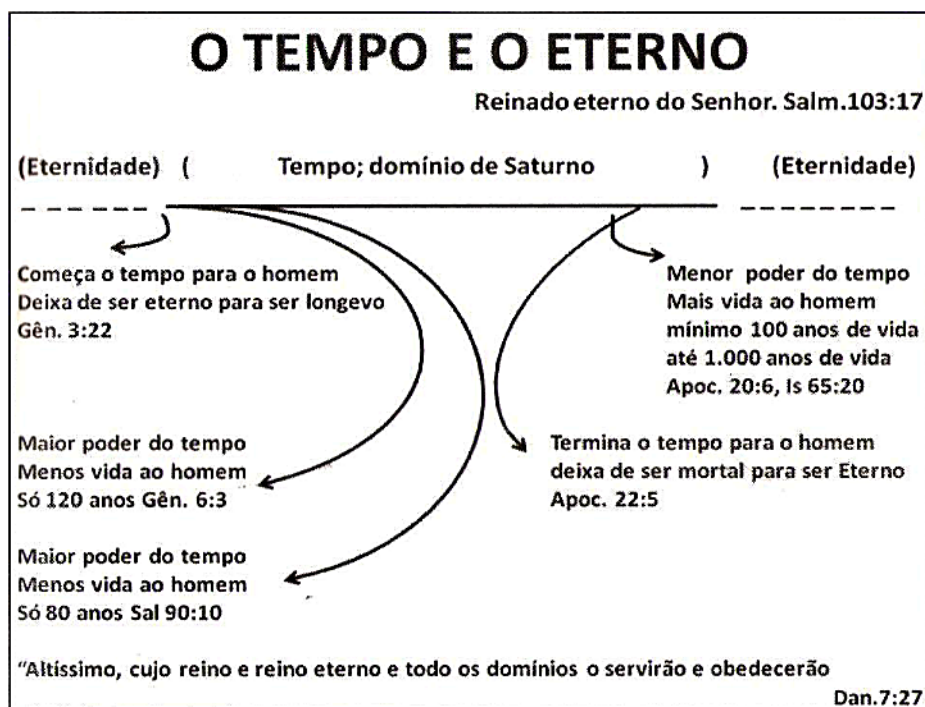 O TEMPO E O ETERNO
Reinado eterno do Senhor. Salm.103:17
(Eternidade) ( Tempo; domínio de Saturno ) (Eternidade)
Começa o tempo para o homem
Deixa de ser eterno para ser longevo
Gên. 3:22
Menor poder do tempo
Mais vida ao homem
mínimo 100 anos de vida
até 1.000 anos de vida
Apoc. 20:6, Is 65:20
Maior poder do tempo
Menos vida ao homem
Só 120 anos Gên. 6:3
Termina o tempo para o homem
deixa de ser mortal para ser Eterno
Apoc. 22:5
Maior poder do tempo
Menos vida ao homem
Só 80 anos Sal 90:10
“Altíssimo, cujo reino e reino eterno e todo os domínios o servirão e obedecerão
Dan.7:27